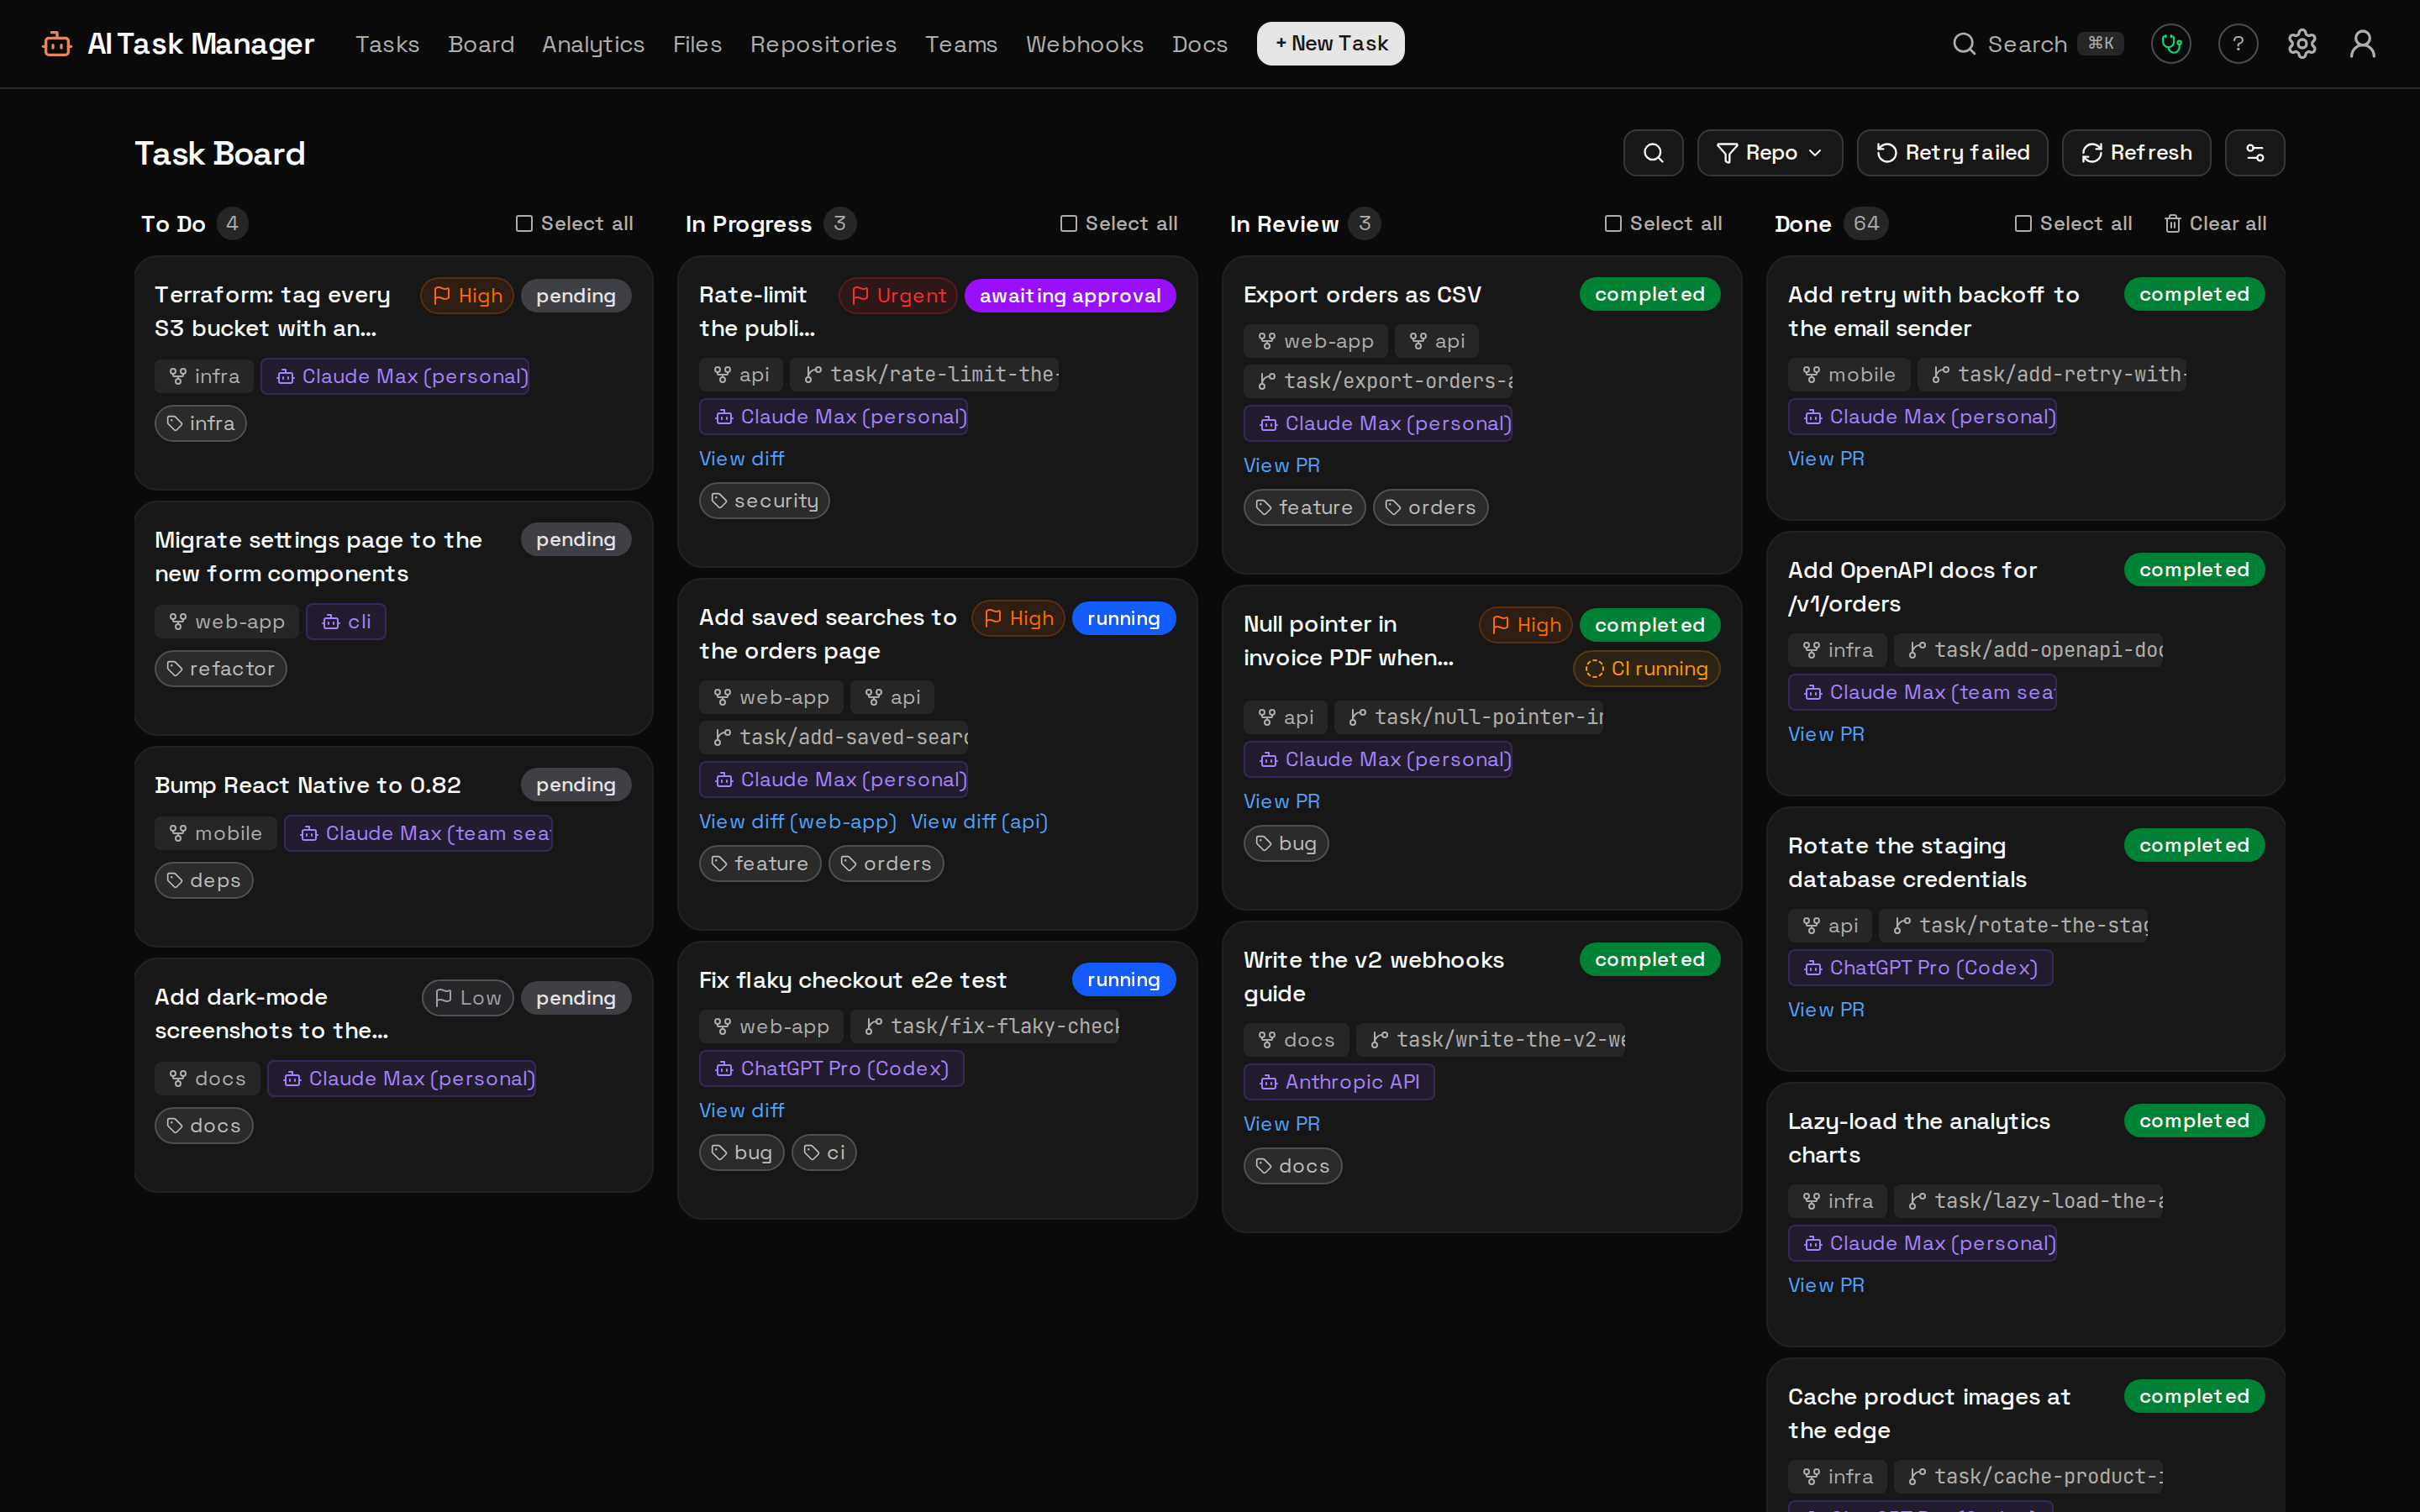 AI Task Manager Tasks Board Analytics Files Repositories Teams Webhooks Docs + New Task Search ⌘K ?
Task Board Repo Retry failed Refresh
To Do 4 Select all
Terraform: tag every High pending
S3 bucket with an...
infra Claude Max (personal)
infra
Migrate settings page to the pending
new form components
web-app cli
refactor
Bump React Native to 0.82 pending
mobile Claude Max (team sea
deps
Add dark-mode Low pending
screenshots to the...
docs Claude Max (personal)
docs
In Progress 3 Select all
Rate-limit Urgent awaiting approval
the publi...
api task/rate-limit-the-
Claude Max (personal)
View diff
security
Add saved searches to High running
the orders page
web-app api
task/add-saved-searc
Claude Max (personal)
View diff (web-app) View diff (api)
feature orders
Fix flaky checkout e2e test running
web-app task/fix-flaky-check
ChatGPT Pro (Codex)
View diff
bug ci
In Review 3 Select all
Export orders as CSV completed
web-app api
task/export-orders-a
Claude Max (personal)
View PR
feature orders
Null pointer in High completed
invoice PDF when... CI running
api task/null-pointer-in
Claude Max (personal)
View PR
bug
Write the v2 webhooks completed
guide
docs task/write-the-v2-we
Anthropic API
View PR
docs
Done 64 Select all Clear all
Add retry with backoff to completed
the email sender
mobile task/add-retry-with-
Claude Max (personal)
View PR
Add OpenAPI docs for completed
/v1/orders
infra task/add-openapi-doc
Claude Max (team sea
View PR
Rotate the staging completed
database credentials
api task/rotate-the-stag
ChatGPT Pro (Codex)
View PR
Lazy-load the analytics completed
charts
infra task/lazy-load-the-a
Claude Max (personal)
View PR
Cache product images at completed
the edge
infra task/cache-product-i